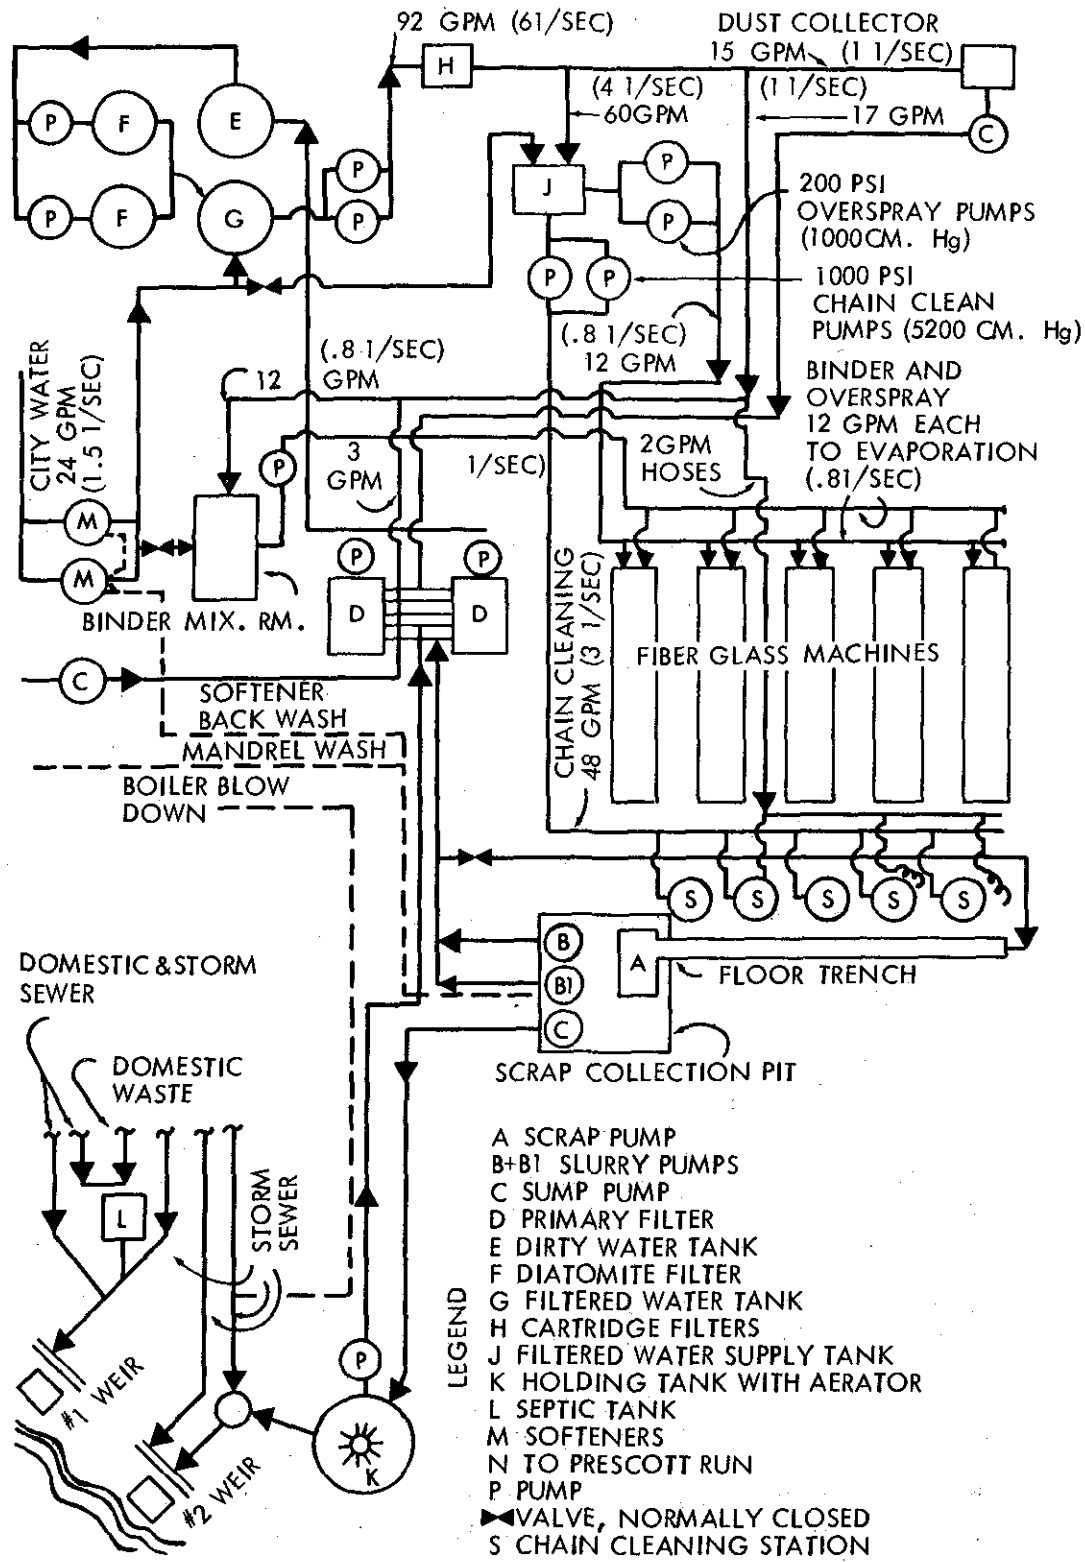 92 GPM (61/SEC)
DUST COLLECTOR
15 GPM (1 1/SEC)
H
(4 1/SEC)
60GPM
(1 1/SEC)
17 GPM
C
P
F
E
P
P
J
P
200 PSI
OVERSPRAY PUMPS
(1000CM. Hg)
P
F
G
P
P
P
P
1000 PSI
CHAIN CLEAN
PUMPS (5200 CM. Hg)
CITY WATER
24 GPM
(1.5 1/SEC)
(.8 1/SEC)
12 GPM
(.8 1/SEC)
12 GPM
BINDER AND
OVERSPRAY
12 GPM EACH
TO EVAPORATION
(.81/SEC)
P
3
GPM
1/SEC)
2GPM
HOSES
M
M
P
P
D
D
BINDER MIX. RM.
CHAIN CLEANING
48 GPM (3 1/SEC)
FIBER GLASS MACHINES
C
SOFTENER
BACK WASH
MANDREL WASH
BOILER BLOW
DOWN
S
S
S
S
S
B
B1
C
A
FLOOR TRENCH
SCRAP COLLECTION PIT
DOMESTIC & STORM
SEWER
DOMESTIC
WASTE
L
STORM
SEWER
#1 WEIR
#2 WEIR
P
K
LEGEND
A SCRAP PUMP
B+B1 SLURRY PUMPS
C SUMP PUMP
D PRIMARY FILTER
E DIRTY WATER TANK
F DIATOMITE FILTER
G FILTERED WATER TANK
H CARTRIDGE FILTERS
J FILTERED WATER SUPPLY TANK
K HOLDING TANK WITH AERATOR
L SEPTIC TANK
M SOFTENERS
N TO PRESCOTT RUN
P PUMP
VALVE, NORMALLY CLOSED
S CHAIN CLEANING STATION